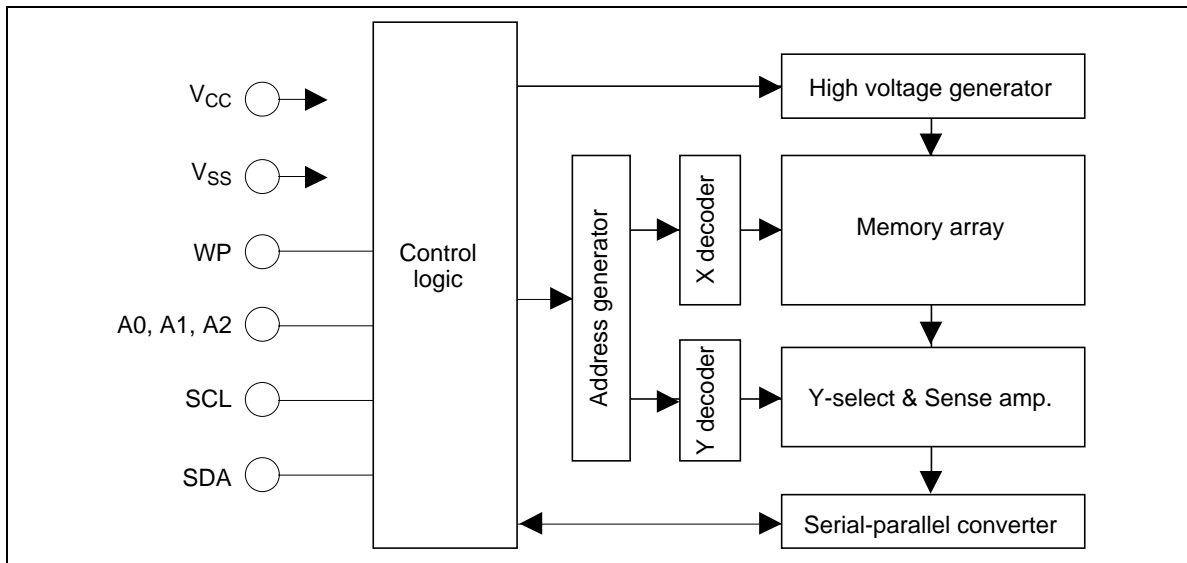 VCC
VSS
WP
A0, A1, A2
SCL
SDA
Control
logic
Address generator
X decoder
Y decoder
High voltage generator
Memory array
Y-select & Sense amp.
Serial-parallel converter